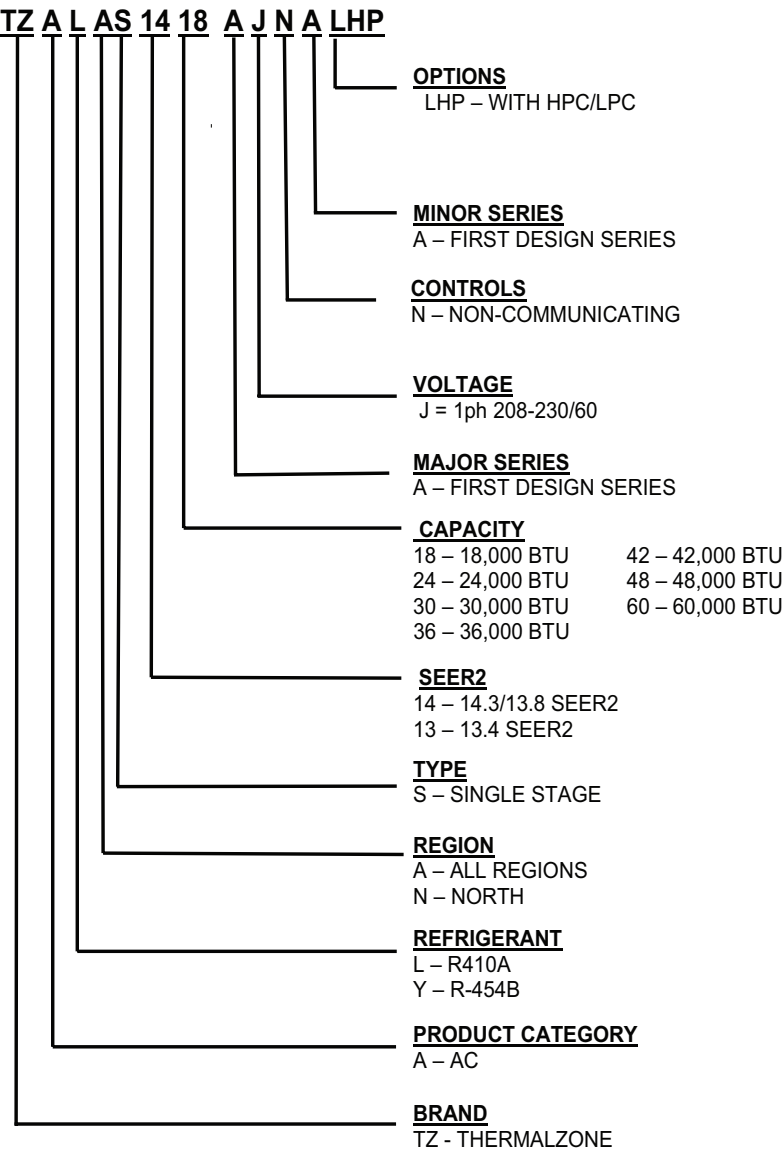 TZ A L AS 14 18 A J N A LHP
OPTIONS
LHP – WITH HPC/LPC
MINOR SERIES
A – FIRST DESIGN SERIES
CONTROLS
N – NON-COMMUNICATING
VOLTAGE
J = 1ph 208-230/60
MAJOR SERIES
A – FIRST DESIGN SERIES
CAPACITY
18 – 18,000 BTU 42 – 42,000 BTU
24 – 24,000 BTU 48 – 48,000 BTU
30 – 30,000 BTU 60 – 60,000 BTU
36 – 36,000 BTU
SEER2
14 – 14.3/13.8 SEER2
13 – 13.4 SEER2
TYPE
S – SINGLE STAGE
REGION
A – ALL REGIONS
N – NORTH
REFRIGERANT
L – R410A
Y – R-454B
PRODUCT CATEGORY
A – AC
BRAND
TZ - THERMALZONE